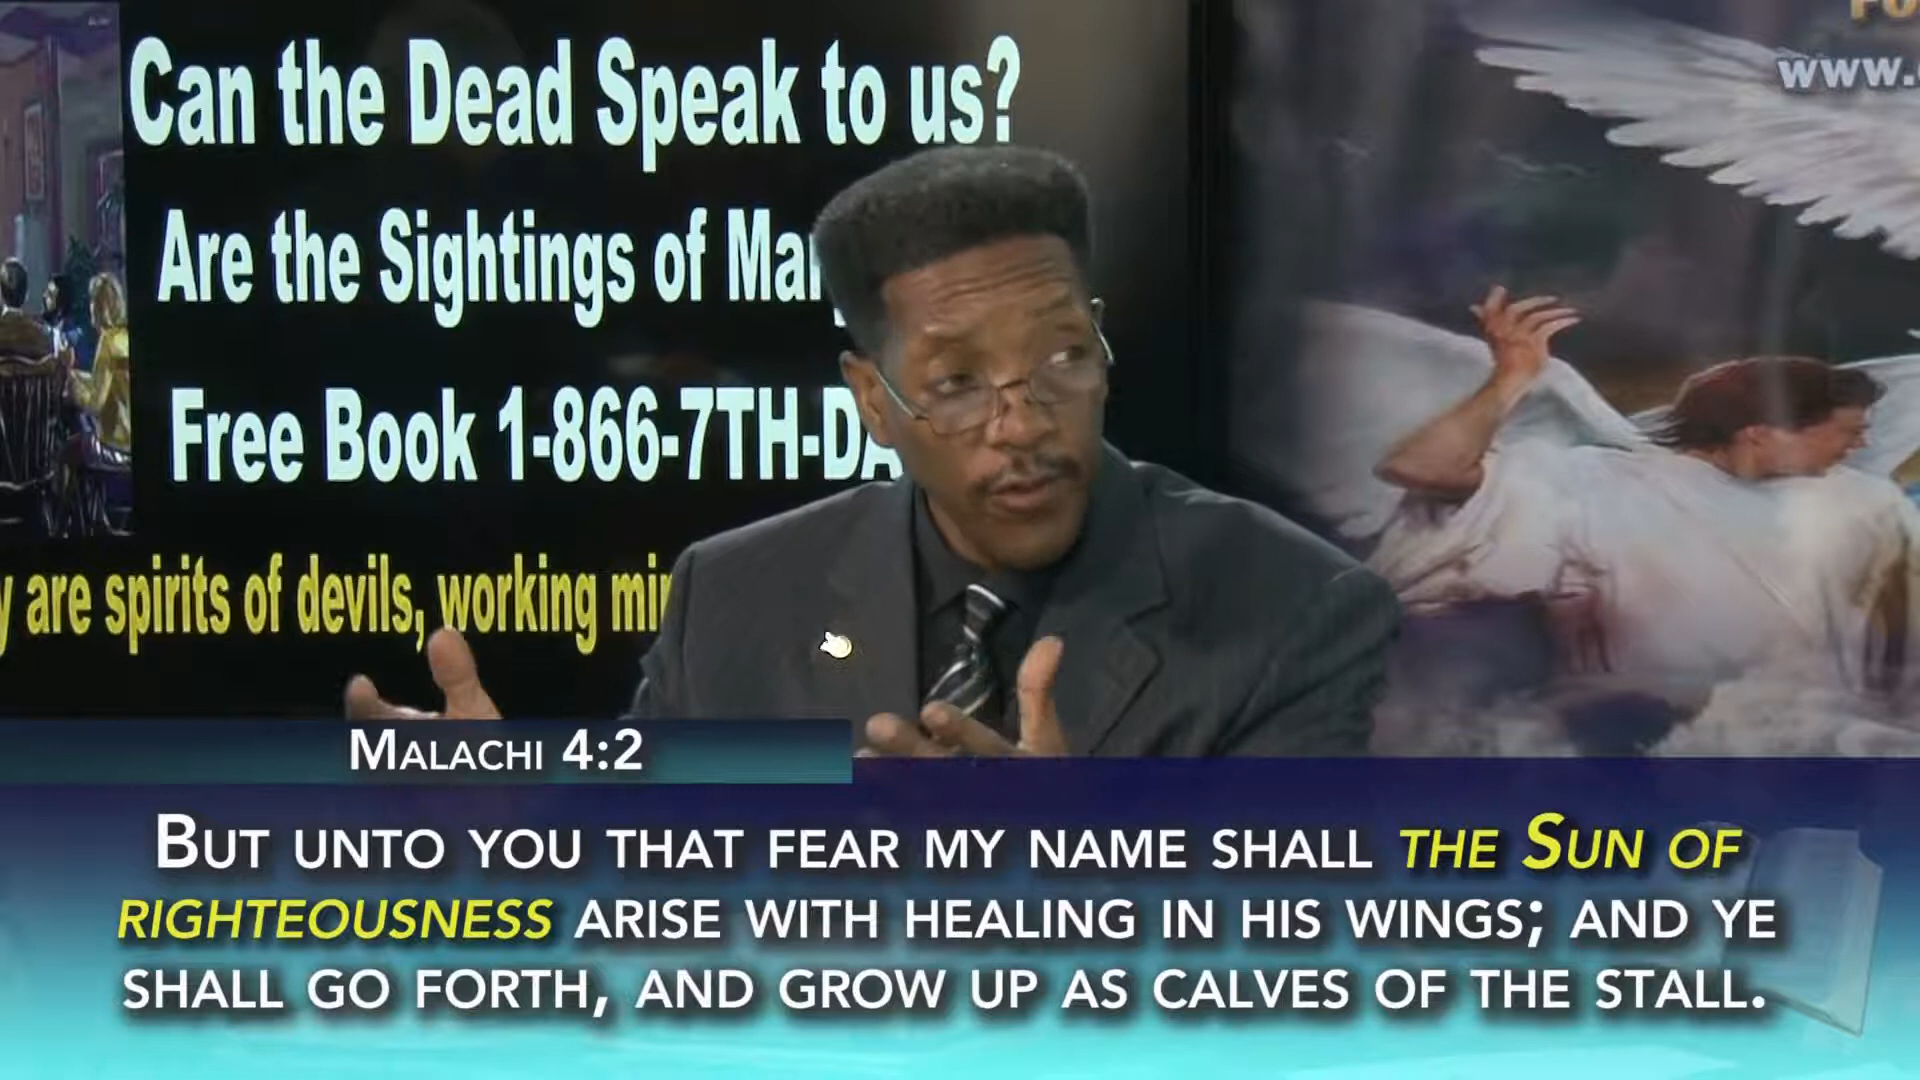 Can the Dead Speak to us?
www.
Are the Sightings of
Free Book 1-866-7TH-DA
are spirits of devils, working
MALACHI 4:2
BUT UNTO YOU THAT FEAR MY NAME SHALL THE SUN OF
RIGHTEOUSNESS ARISE WITH HEALING IN HIS WINGS; AND YE
SHALL GO FORTH, AND GROW UP AS CALVES OF THE STALL.